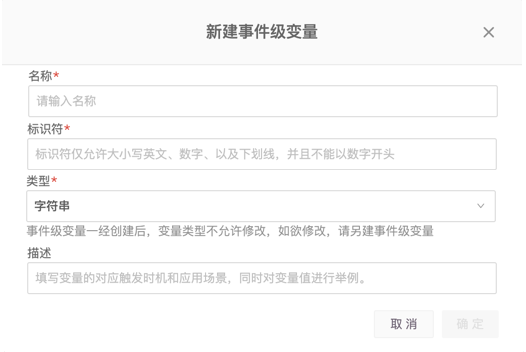 新建事件级变量
名称*
请输入名称
标识符*
标识符仅允许大小写英文、数字、以及下划线，并且不能以数字开头
类型*
字符串
事件级变量一经创建后，变量类型不允许修改，如欲修改，请另建事件级变量
描述
填写变量的对应触发时机和应用场景，同时对变量值进行举例。
取消 确定